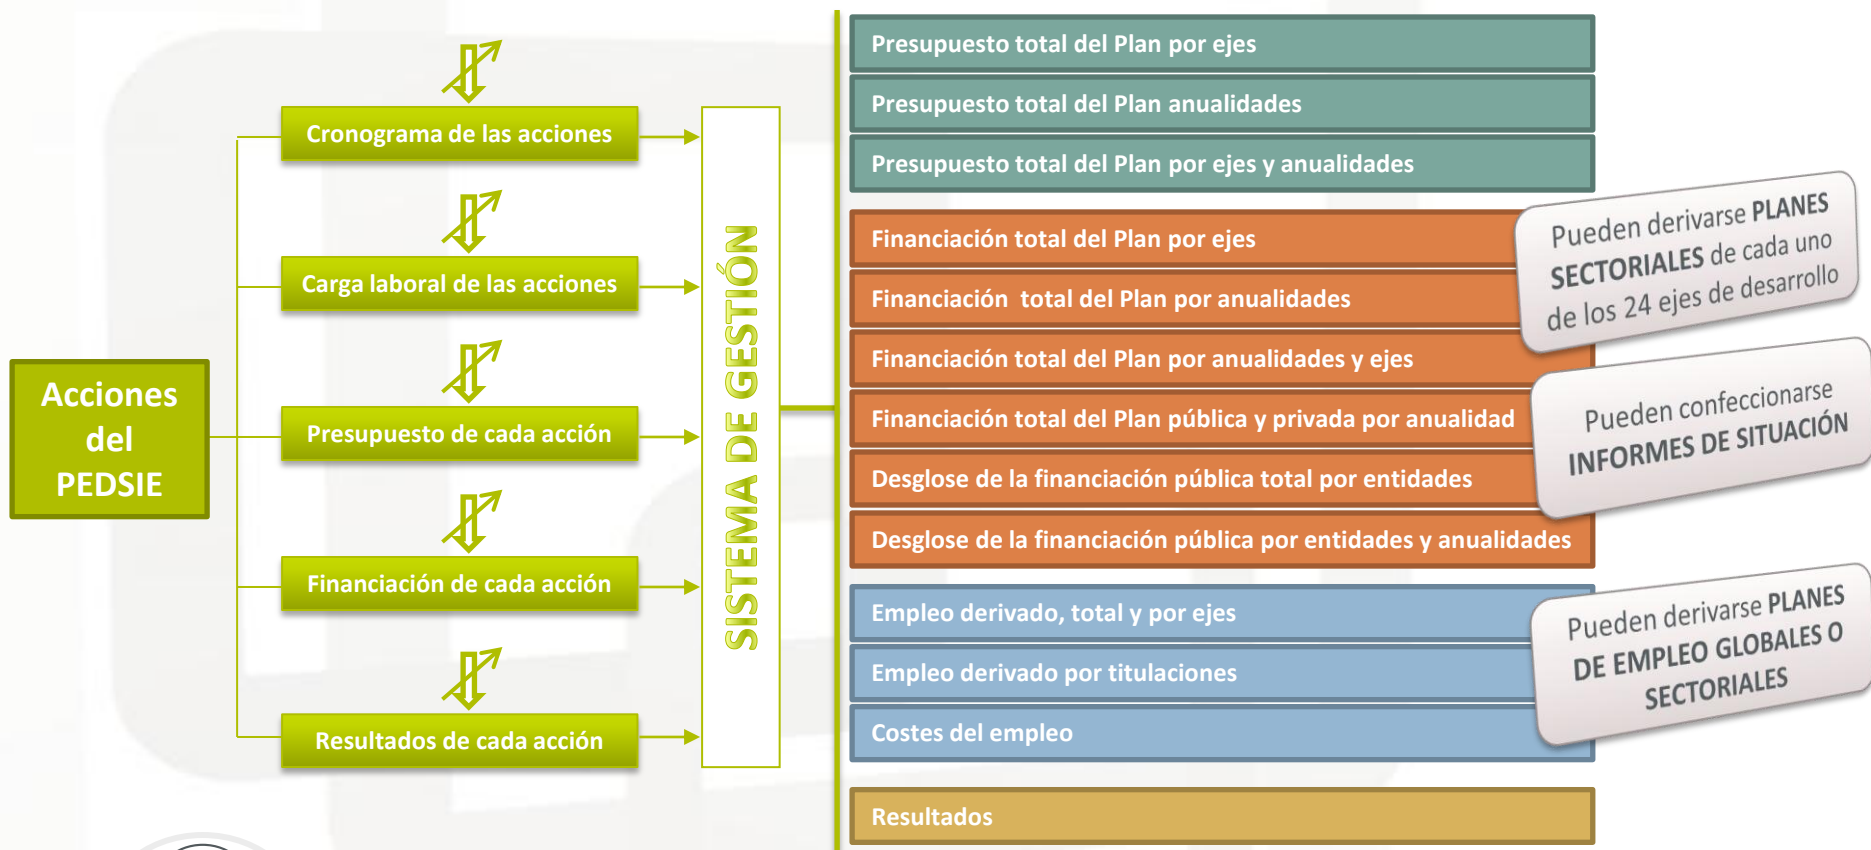 Acciones
del
PEDSIE
Cronograma de las acciones
Carga laboral de las acciones
Presupuesto de cada acción
Financiación de cada acción
Resultados de cada acción
SISTEMA DE GESTIÓN
Presupuesto total del Plan por ejes
Presupuesto total del Plan anualidades
Presupuesto total del Plan por ejes y anualidades
Financiación total del Plan por ejes
Financiación total del Plan por anualidades
Financiación total del Plan por anualidades y ejes
Financiación total del Plan pública y privada por anualidad
Desglose de la financiación pública total por entidades
Desglose de la financiación pública por entidades y anualidades
Empleo derivado, total y por ejes
Empleo derivado por titulaciones
Costes del empleo
Resultados
Pueden derivarse PLANES
SECTORIALES de cada uno
de los 24 ejes de desarrollo
Pueden confeccionarse
INFORMES DE SITUACIÓN
Pueden derivarse PLANES
DE EMPLEO GLOBALES O
SECTORIALES